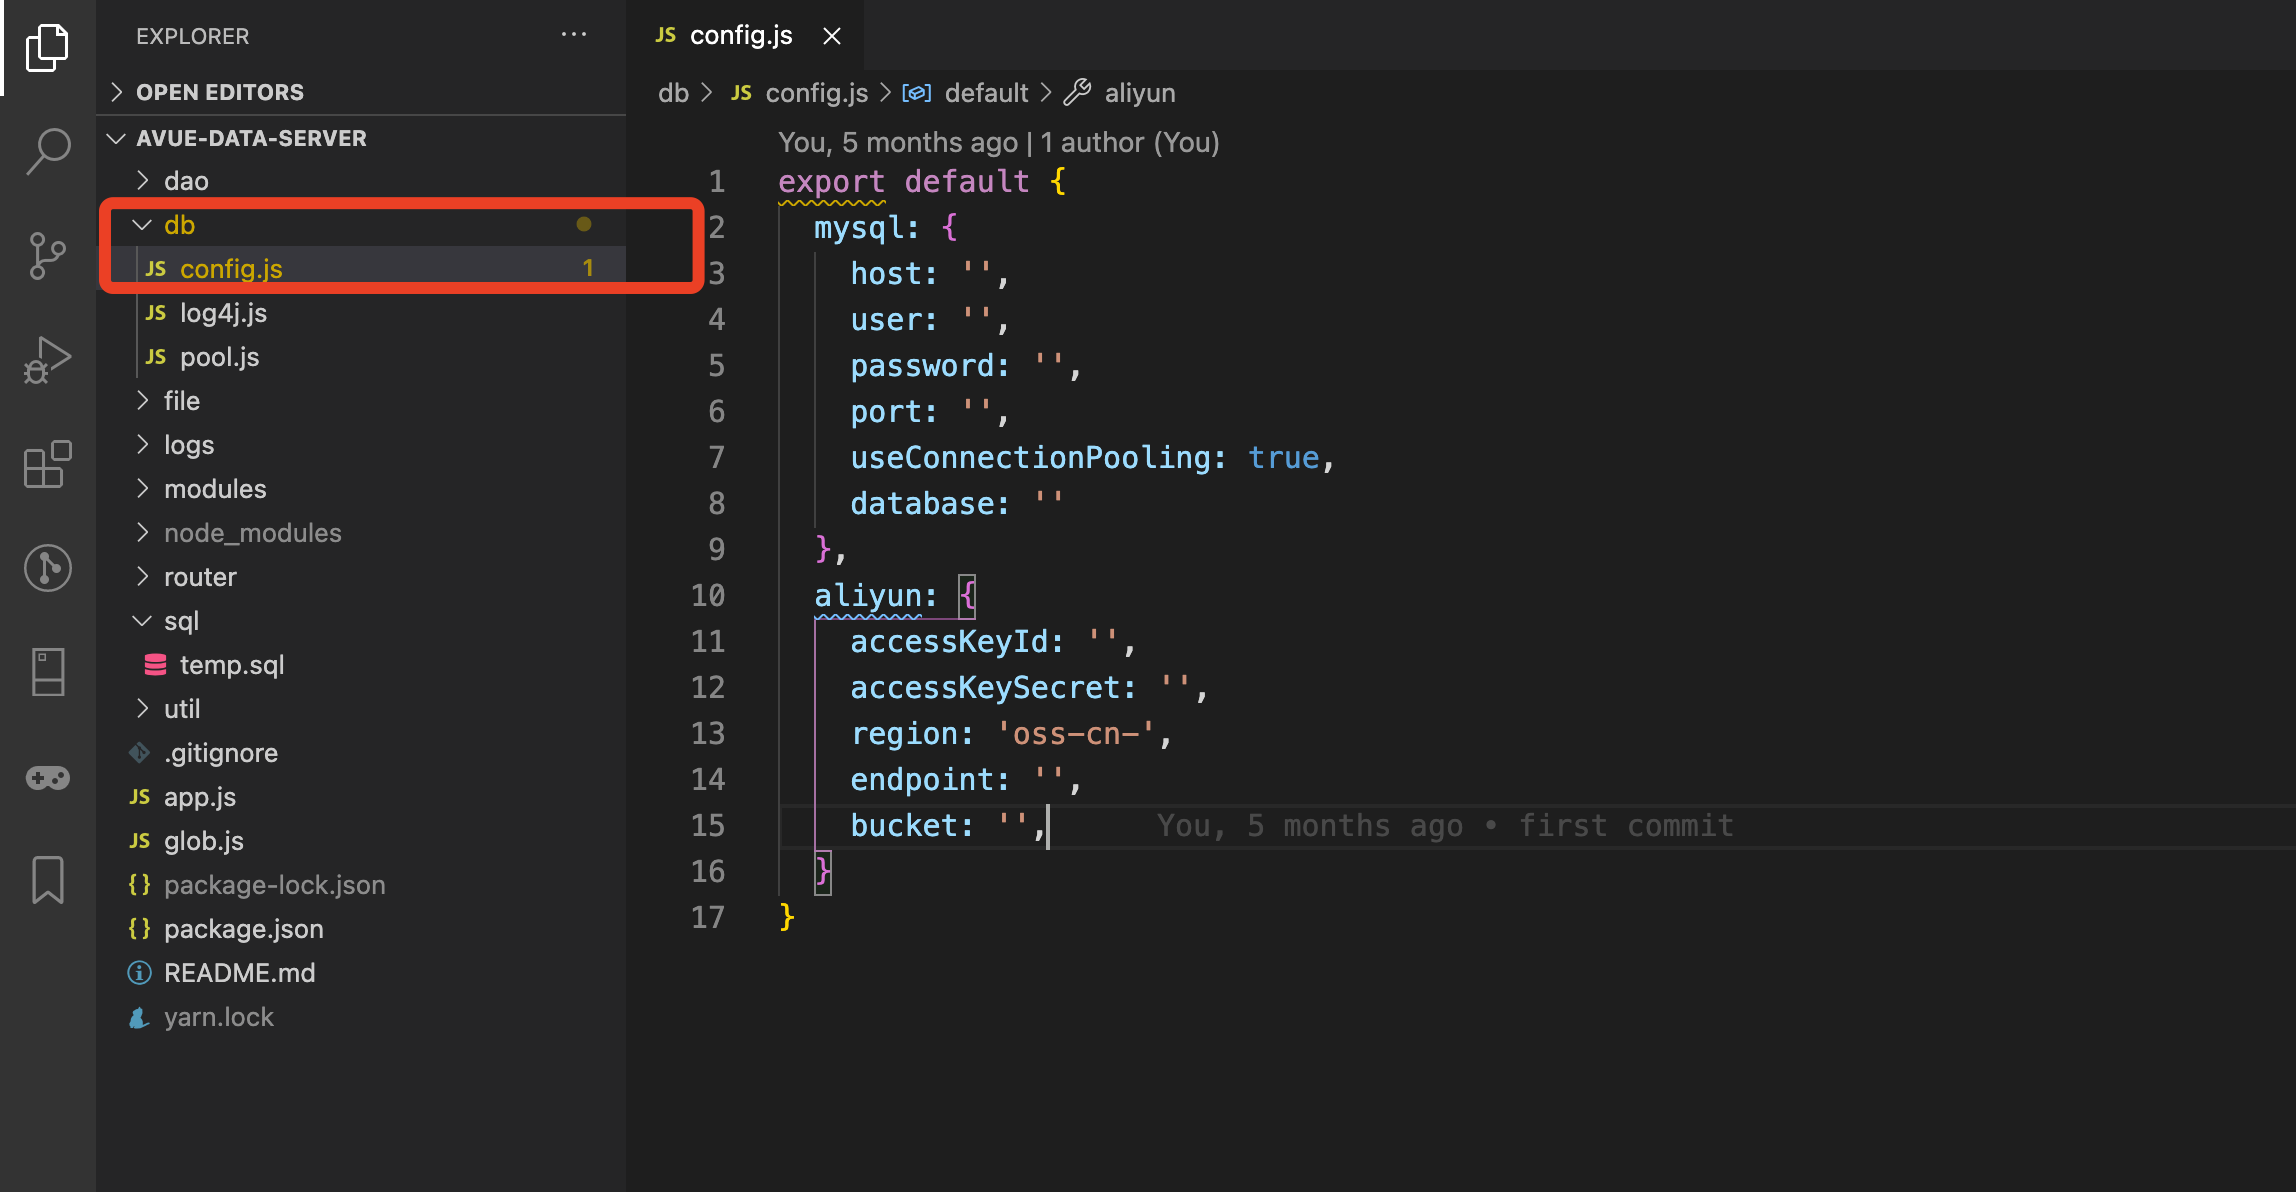 EXPLORER
OPEN EDITORS
AVUE-DATA-SERVER
dao
db
JS config.js 1
JS log4j.js
JS pool.js
file
logs
modules
node_modules
router
sql
temp.sql
util
.gitignore
JS app.js
JS glob.js
{} package-lock.json
{} package.json
README.md
yarn.lock
JS config.js
db > JS config.js > default > aliyun
You, 5 months ago | 1 author (You)
1 export default {
2 mysql: {
3 host: '',
4 user: '',
5 password: '',
6 port: '',
7 useConnectionPooling: true,
8 database: ''
9 },
10 aliyun: {
11 accessKeyId: '',
12 accessKeySecret: '',
13 region: 'oss-cn-',
14 endpoint: '',
15 bucket: '', You, 5 months ago • first commit
16 }
17 }